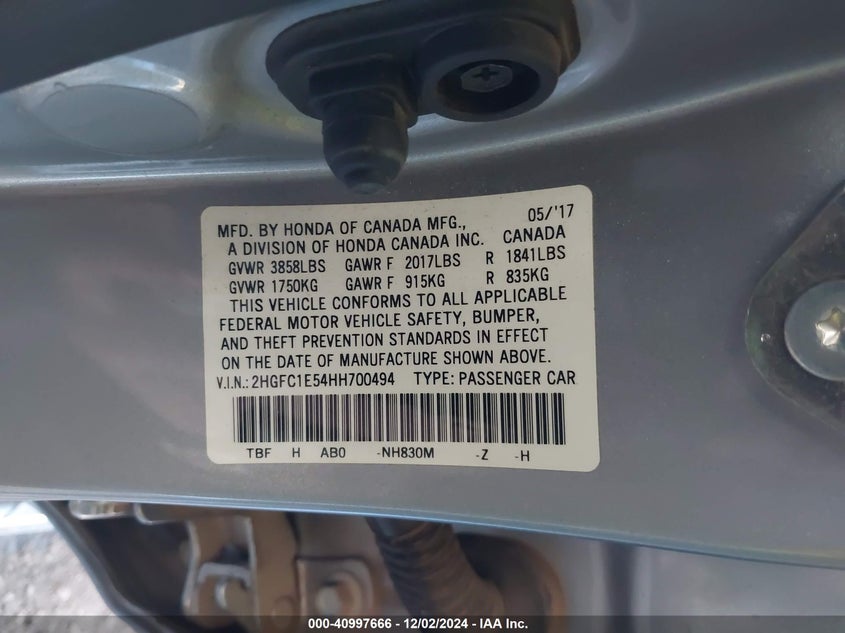 MFD. BY HONDA OF CANADA MFG., 05/'17
A DIVISION OF HONDA CANADA INC. CANADA
GVWR 3858LBS GAWR F 2017LBS R 1841LBS
GVWR 1750KG GAWR F 915KG R 835KG
THIS VEHICLE CONFORMS TO ALL APPLICABLE
FEDERAL MOTOR VEHICLE SAFETY, BUMPER,
AND THEFT PREVENTION STANDARDS IN EFFECT
ON THE DATE OF MANUFACTURE SHOWN ABOVE.
V.I.N.: 2HGFC1E54HH700494 TYPE: PASSENGER CAR
TBF H AB0 -NH830M -Z -H
000-40997666 - 12/02/2024 - IAA Inc.